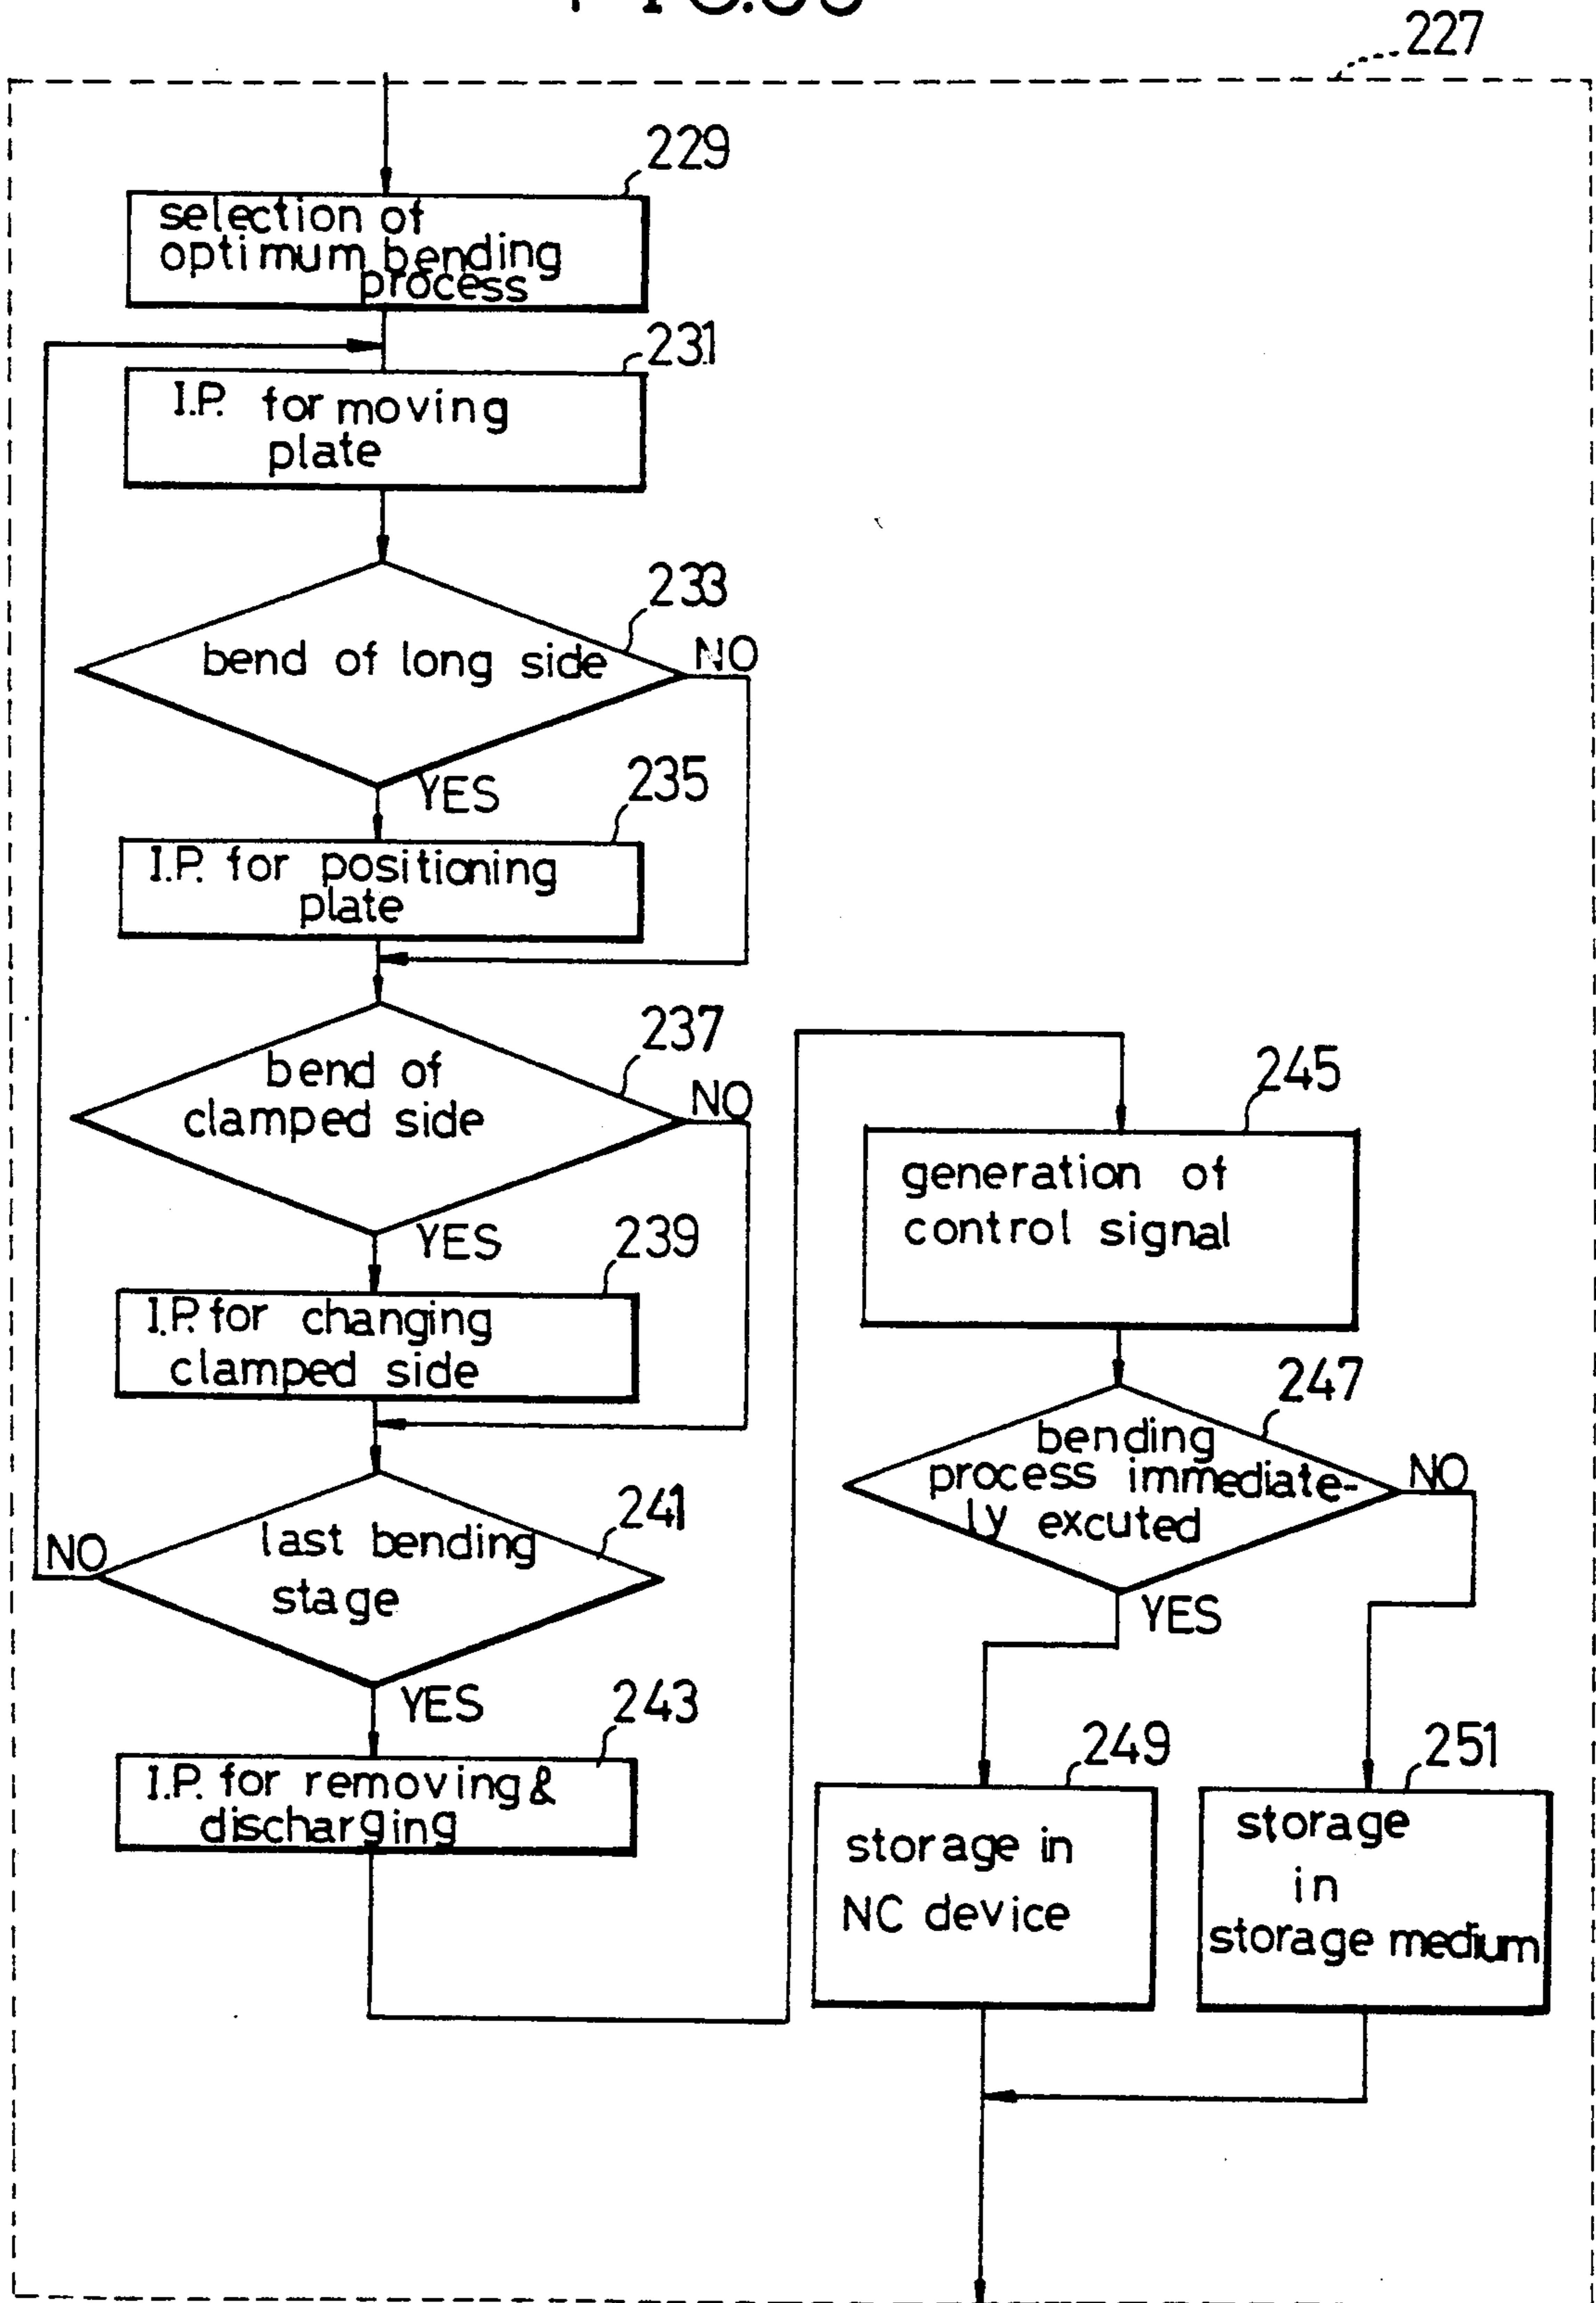 227
229
selection of
optimum bending
process
231
I.P. for moving
plate
233
bend of long side
NO
YES
235
I.P. for positioning
plate
237
bend of
clamped side
NO
YES
239
I.P. for changing
clamped side
241
last bending
stage
NO
YES
243
I.P. for removing &
discharging
245
generation of
control signal
247
bending
process immediate-
ly excuted
NO
YES
249
storage in
NC device
251
storage
in
storage medium